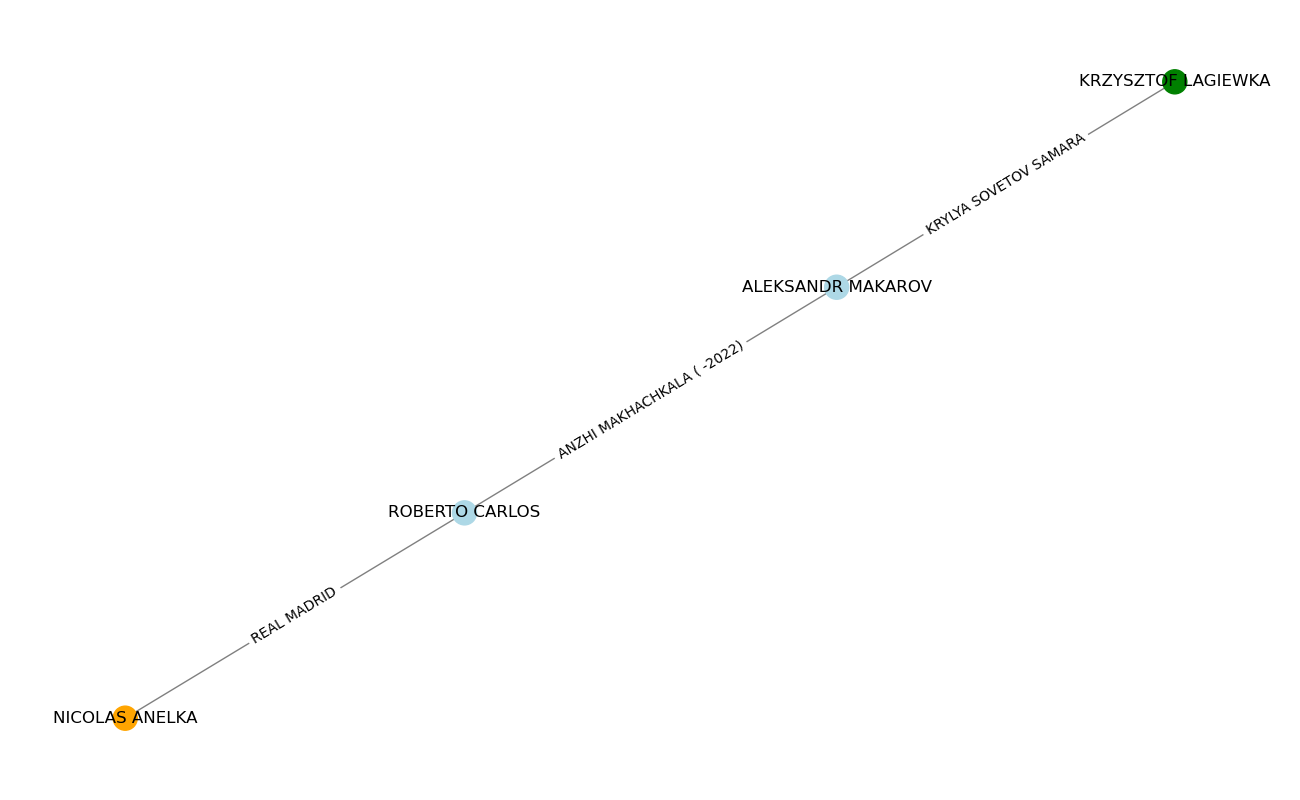 KRZYSZTOF LAGIEWKA
KRYLYA SOVETOV SAMARA
ALEKSANDR MAKAROV
ANZHI MAKHACHKALA ( -2022)
ROBERTO CARLOS
REAL MADRID
NICOLAS ANELKA